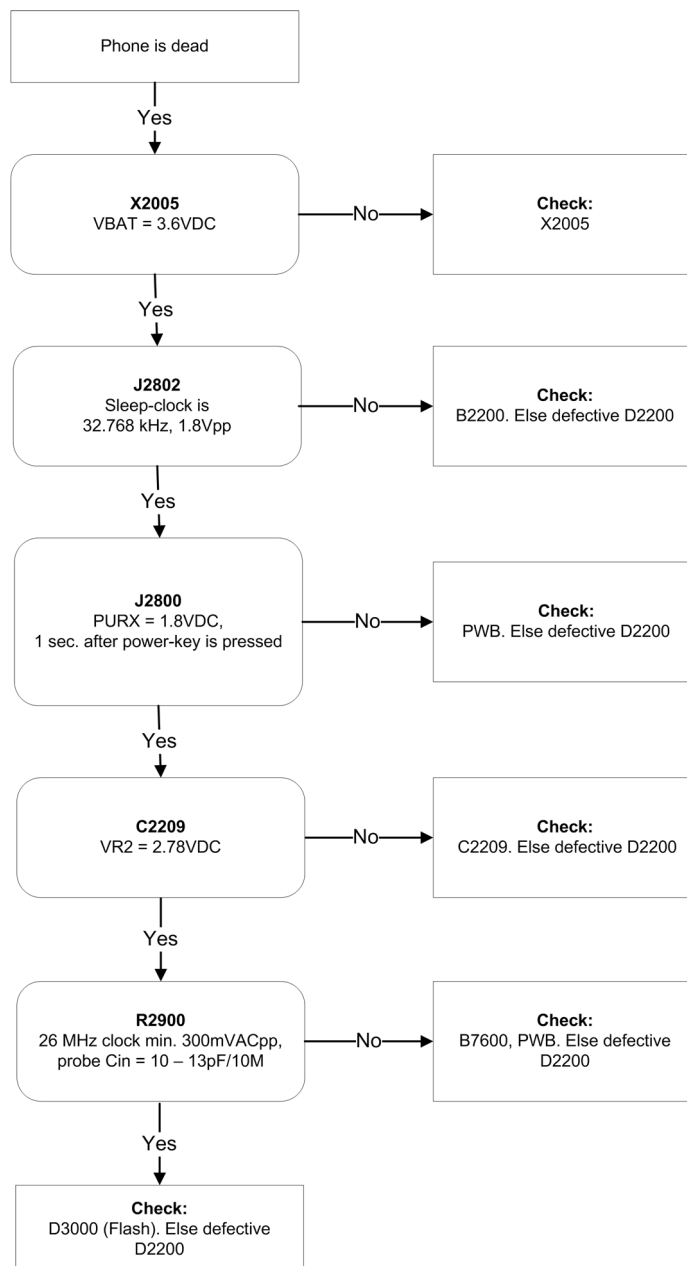 Phone is dead
Yes
X2005
VBAT = 3.6VDC
No
Check:
X2005
Yes
J2802
Sleep-clock is
32.768 kHz, 1.8Vpp
No
Check:
B2200. Else defective D2200
Yes
J2800
PURX = 1.8VDC,
1 sec. after power-key is pressed
No
Check:
PWB. Else defective D2200
Yes
C2209
VR2 = 2.78VDC
No
Check:
C2209. Else defective D2200
Yes
R2900
26 MHz clock min. 300mVACpp,
probe Cin = 10 – 13pF/10M
No
Check:
B7600, PWB. Else defective
D2200
Yes
Check:
D3000 (Flash). Else defective
D2200